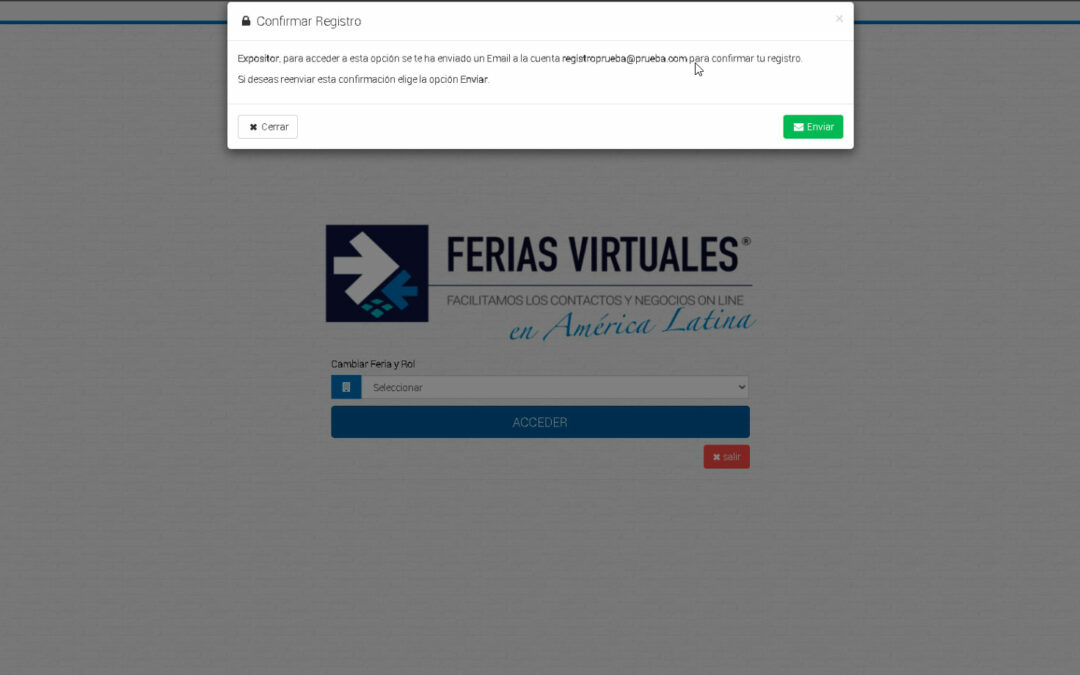 Confirmar Registro
Expositor, para acceder a esta opción se te ha enviado un Email a la cuenta registroprueba@prueba.com para confirmar tu registro.
Si deseas reenviar esta confirmación elige la opción Enviar.
Cerrar
Enviar
FERIAS VIRTUALES®
FACILITAMOS LOS CONTACTOS Y NEGOCIOS ON LINE
en América Latina
Cambiar Feria y Rol
Seleccionar
ACCEDER
salir